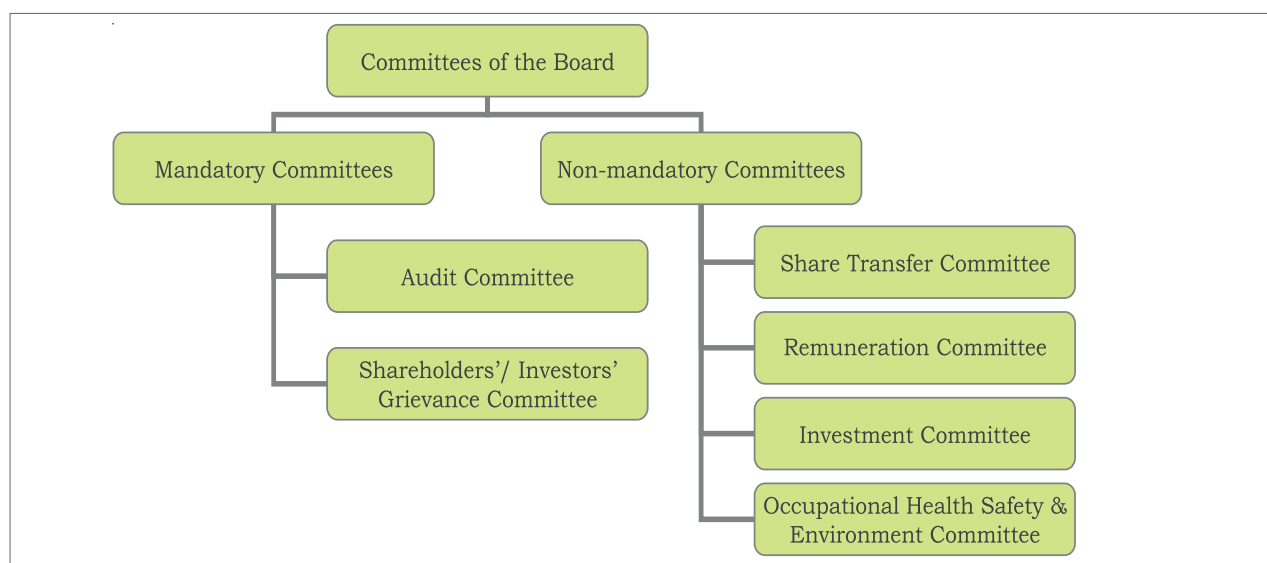 Committees of the Board
Mandatory Committees
Non-mandatory Committees
Audit Committee
Shareholders’/ Investors’
Grievance Committee
Share Transfer Committee
Remuneration Committee
Investment Committee
Occupational Health Safety &
Environment Committee